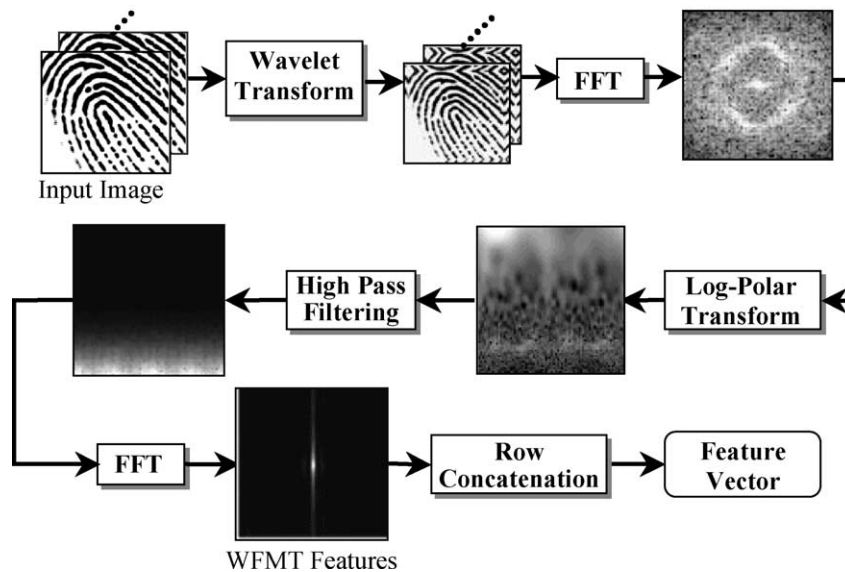 Wavelet
Transform
FFT
Input Image
High Pass
Filtering
Log-Polar
Transform
FFT
Row
Concatenation
Feature
Vector
WFMT Features